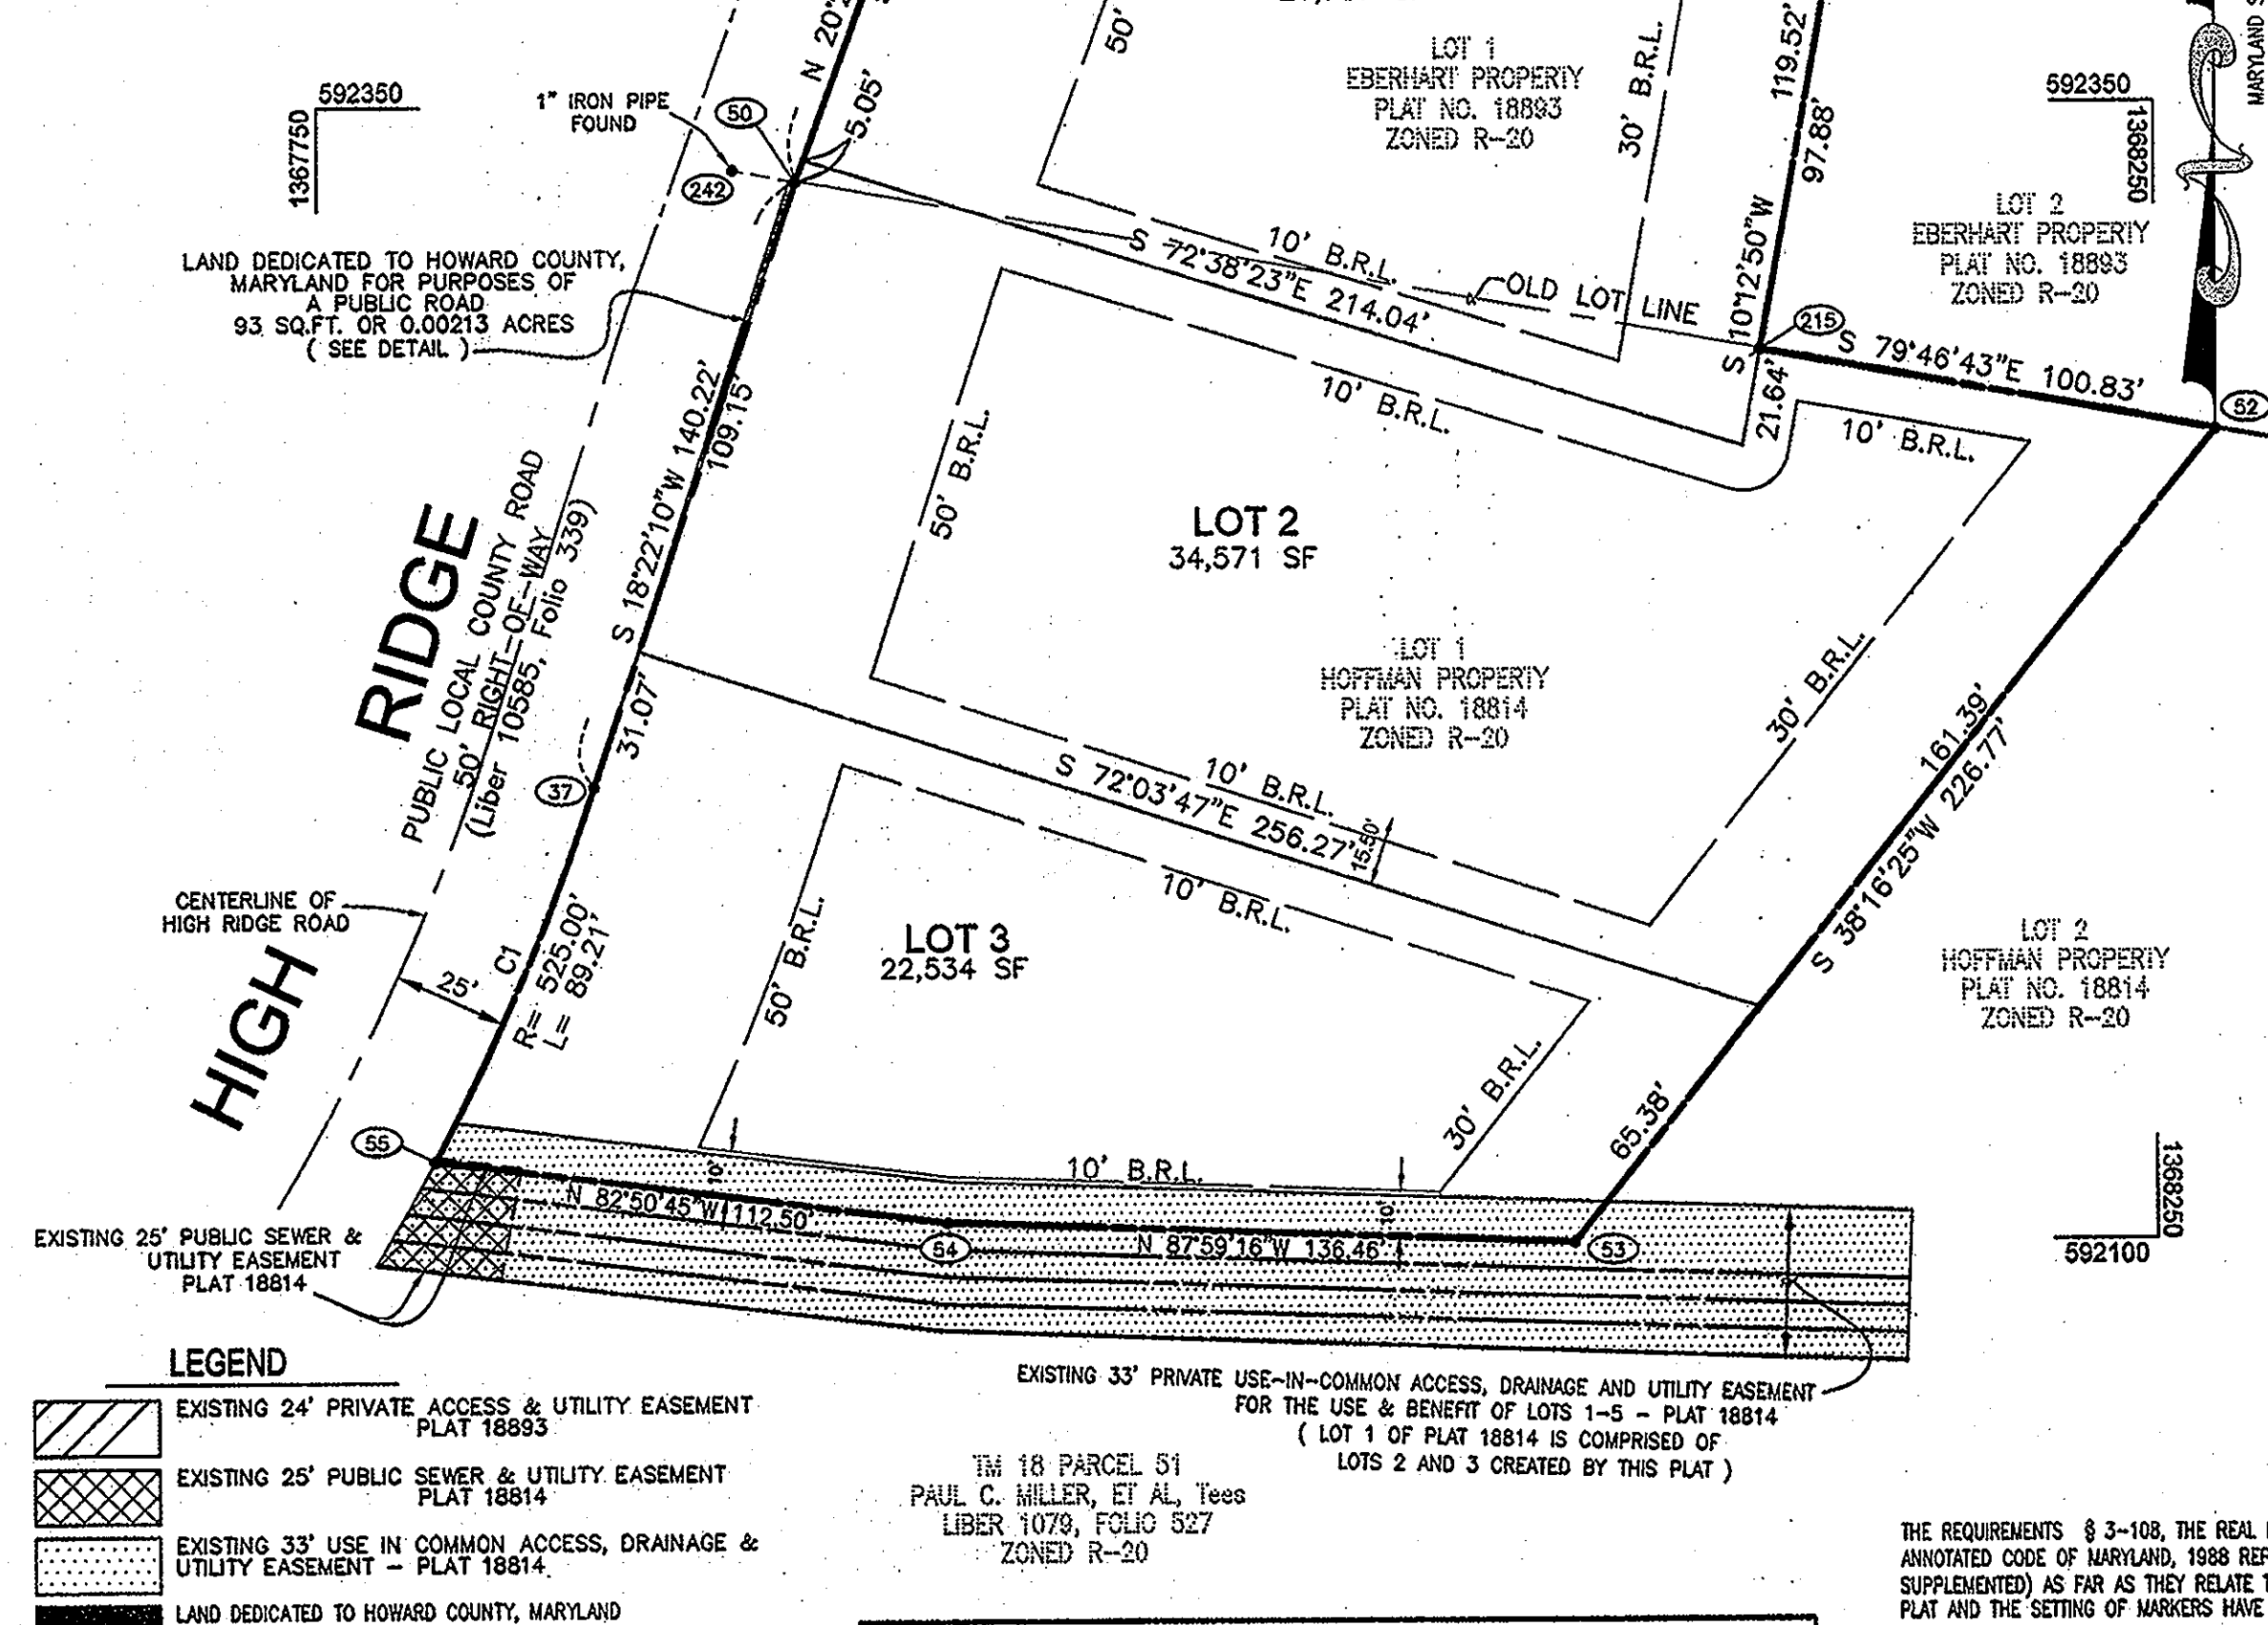 50'
N 20°
5.05'
592350
1367750
1" IRON PIPE
FOUND
50
242
LOT 1
EBERHART PROPERTY
PLAT NO. 18893
ZONED R-20
30' B.R.L.
119.52'
97.88'
S 10°12'50"W
592350
1368250
LOT 2
EBERHART PROPERTY
PLAT NO. 18893
ZONED R-20
LAND DEDICATED TO HOWARD COUNTY,
MARYLAND FOR PURPOSES OF
A PUBLIC ROAD
93 SQ.FT. OR 0.00213 ACRES
( SEE DETAIL )
10' B.R.L.
S 72°38'23"E 214.04'
OLD LOT LINE
215
S 79°46'43"E 100.83'
52
21.64'
10' B.R.L.
10' B.R.L.
S 18°22'10"W 140.22'
109.15'
50' B.R.L.
LOT 2
34,571 SF
LOT 1
HOFFMAN PROPERTY
PLAT NO. 18814
ZONED R-20
30' B.R.L.
161.39'
S 38°16'25"W 226.77'
HIGH RIDGE
PUBLIC LOCAL COUNTY ROAD
50' RIGHT-OF-WAY
(Liber 10585, Folio 339)
31.07'
37
10' B.R.L.
S 72°03'47"E 256.27'
15.50'
10' B.R.L.
CENTERLINE OF
HIGH RIDGE ROAD
25'
C1
R= 525.00'
L= 89.21'
50' B.R.L.
LOT 3
22,534 SF
LOT 2
HOFFMAN PROPERTY
PLAT NO. 18814
ZONED R-20
30' B.R.L.
65.38'
55
10'
10' B.R.L.
N 82°50'45"W 112.50'
54
10'
N 87°59'16"W 136.46'
53
1368250
592100
EXISTING 25' PUBLIC SEWER &
UTILITY EASEMENT
PLAT 18814
EXISTING 33' PRIVATE USE-IN-COMMON ACCESS, DRAINAGE AND UTILITY EASEMENT
FOR THE USE & BENEFIT OF LOTS 1-5 - PLAT 18814
( LOT 1 OF PLAT 18814 IS COMPRISED OF
LOTS 2 AND 3 CREATED BY THIS PLAT )
LEGEND
EXISTING 24' PRIVATE ACCESS & UTILITY EASEMENT
PLAT 18893
EXISTING 25' PUBLIC SEWER & UTILITY EASEMENT
PLAT 18814
EXISTING 33' USE IN COMMON ACCESS, DRAINAGE &
UTILITY EASEMENT - PLAT 18814
LAND DEDICATED TO HOWARD COUNTY, MARYLAND
TM 18 PARCEL 51
PAUL C. MILLER, ET AL, Tees
LIBER 1079, FOLIO 527
ZONED R-20
THE REQUIREMENTS § 3-108, THE REAL
ANNOTATED CODE OF MARYLAND, 1988
SUPPLEMENTED) AS FAR AS THEY RELATE
PLAT AND THE SETTING OF MARKERS HAVE
MARYLAND